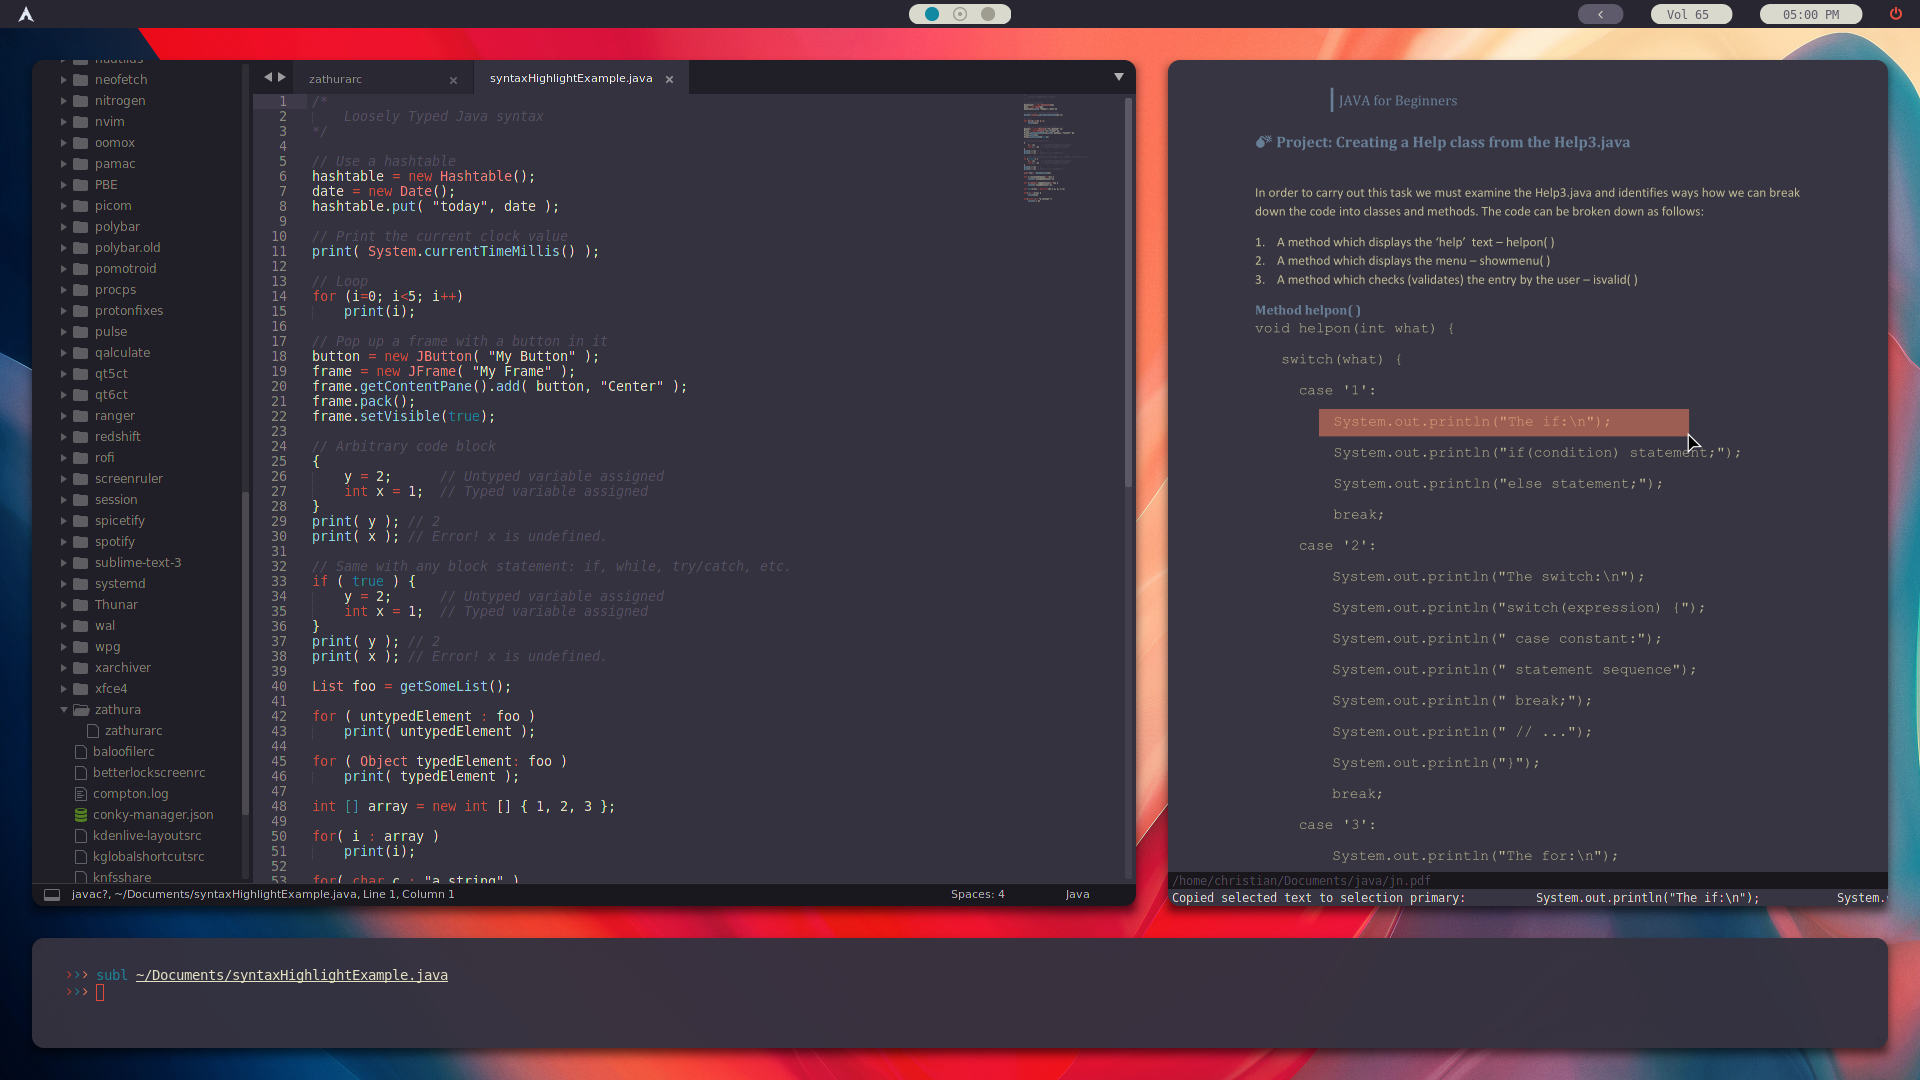 Vol 65
05:00 PM
nautilus
neofetch
nitrogen
nvim
oomox
pamac
PBE
picom
polybar
polybar.old
pomotroid
procps
protonfixes
pulse
qalculate
qt5ct
qt6ct
ranger
redshift
rofi
screenruler
session
spicetify
spotify
sublime-text-3
systemd
Thunar
wal
wpg
xarchiver
xfce4
zathura
zathurarc
baloofilerc
betterlockscreenrc
compton.log
conky-manager.json
kdenlive-layoutsrc
kglobalshortcutsrc
knfsshare
zathurarc ×
syntaxHighlightExample.java ×
1 /*
2     Loosely Typed Java syntax
3 */
4
5 // Use a hashtable
6 hashtable = new Hashtable();
7 date = new Date();
8 hashtable.put( "today", date );
9
10 // Print the current clock value
11 print( System.currentTimeMillis() );
12
13 // Loop
14 for (i=0; i<5; i++)
15     print(i);
16
17 // Pop up a frame with a button in it
18 button = new JButton( "My Button" );
19 frame = new JFrame( "My Frame" );
20 frame.getContentPane().add( button, "Center" );
21 frame.pack();
22 frame.setVisible(true);
23
24 // Arbitrary code block
25 {
26     y = 2;      // Untyped variable assigned
27     int x = 1;  // Typed variable assigned
28 }
29 print( y ); // 2
30 print( x ); // Error! x is undefined.
31
32 // Same with any block statement: if, while, try/catch, etc.
33 if ( true ) {
34     y = 2;      // Untyped variable assigned
35     int x = 1;  // Typed variable assigned
36 }
37 print( y ); // 2
38 print( x ); // Error! x is undefined.
39
40 List foo = getSomeList();
41
42 for ( untypedElement : foo )
43     print( untypedElement );
44
45 for ( Object typedElement: foo )
46     print( typedElement );
47
48 int [] array = new int [] { 1, 2, 3 };
49
50 for( i : array )
51     print(i);
52
53 for( char c : "a string" )
javac?, ~/Documents/syntaxHighlightExample.java, Line 1, Column 1
Spaces: 4
Java
JAVA for Beginners
Project: Creating a Help class from the Help3.java
In order to carry out this task we must examine the Help3.java and identifies ways how we can break
down the code into classes and methods. The code can be broken down as follows:
1. A method which displays the ‘help’ text – helpon( )
2. A method which displays the menu – showmenu( )
3. A method which checks (validates) the entry by the user – isvalid( )
Method helpon( )
void helpon(int what) {
switch(what) {
case '1':
System.out.println("The if:\n");
System.out.println("if(condition) statement;");
System.out.println("else statement;");
break;
case '2':
System.out.println("The switch:\n");
System.out.println("switch(expression) {");
System.out.println(" case constant:");
System.out.println(" statement sequence");
System.out.println(" break;");
System.out.println(" // ...");
System.out.println("}");
break;
case '3':
System.out.println("The for:\n");
/home/christian/Documents/java/jn.pdf
Copied selected text to selection primary: System.out.println("The if:\n"); System.
››› subl ~/Documents/syntaxHighlightExample.java
›››